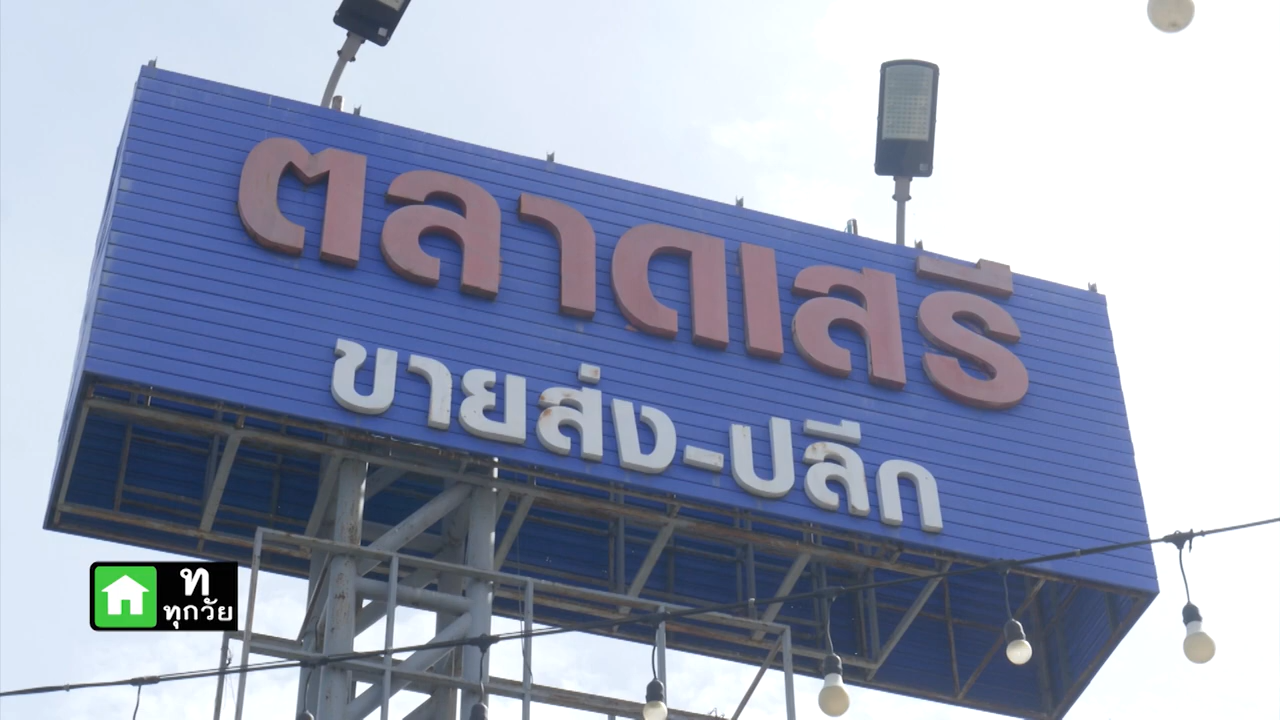 ตลาดเสรี
ขายส่ง-ปลีก
ท
ทุกวัย